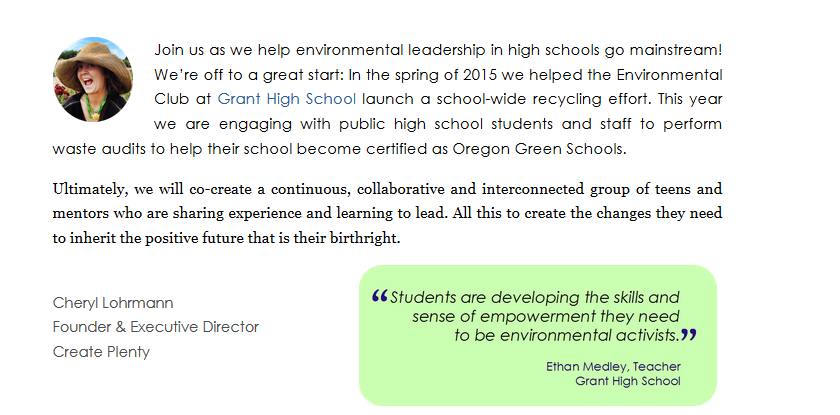 Join us as we help environmental leadership in high schools go mainstream!
We're off to a great start: In the spring of 2015 we helped the Environmental
Club at Grant High School launch a school-wide recycling effort. This year
we are engaging with public high school students and staff to perform
waste audits to help their school become certified as Oregon Green Schools.
Ultimately, we will co-create a continuous, collaborative and interconnected group of teens and
mentors who are sharing experience and learning to lead. All this to create the changes they need
to inherit the positive future that is their birthright.
Cheryl Lohrmann
Founder & Executive Director
Create Plenty
“Students are developing the skills and
sense of empowerment they need
to be environmental activists.”
Ethan Medley, Teacher
Grant High School